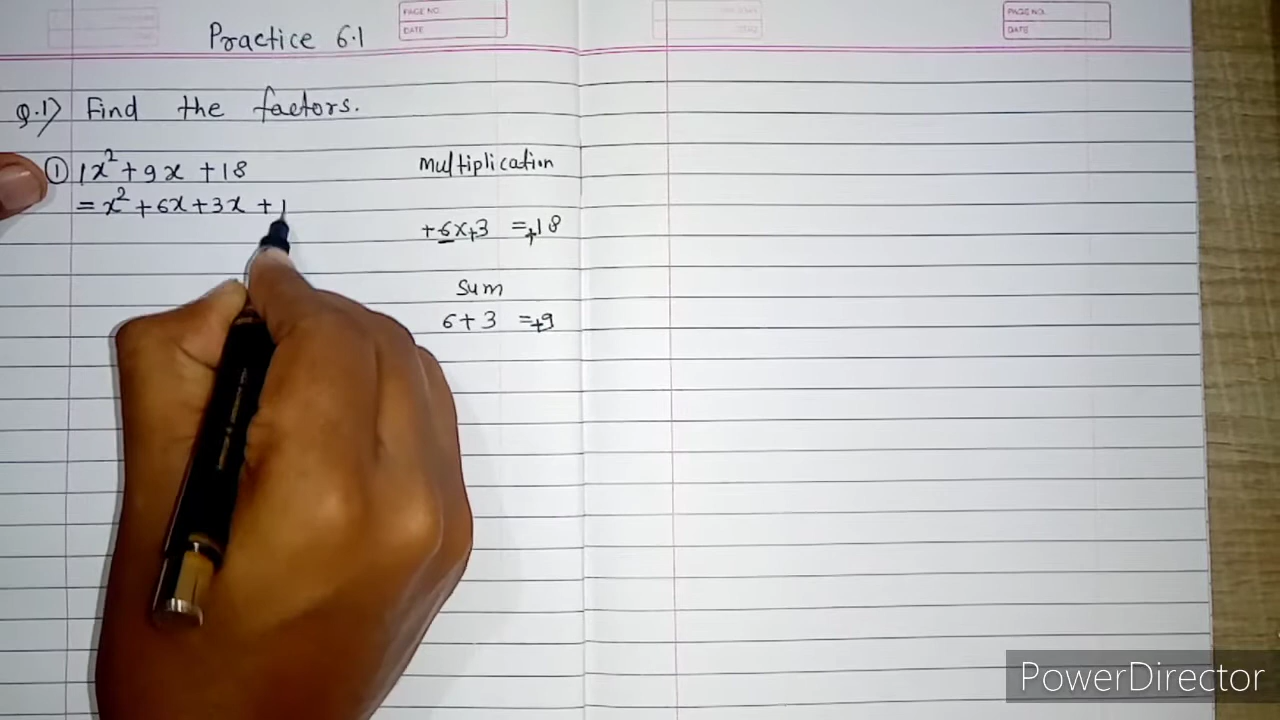 PAGE NO.
DATE
PAGE NO.
DATE
Practice 6.1
Q.1) Find the factors.
① 1x² + 9x + 18
= x² + 6x + 3x + 1
Multiplication
+6x+3 =+18
Sum
6+3 =+9
PowerDirector